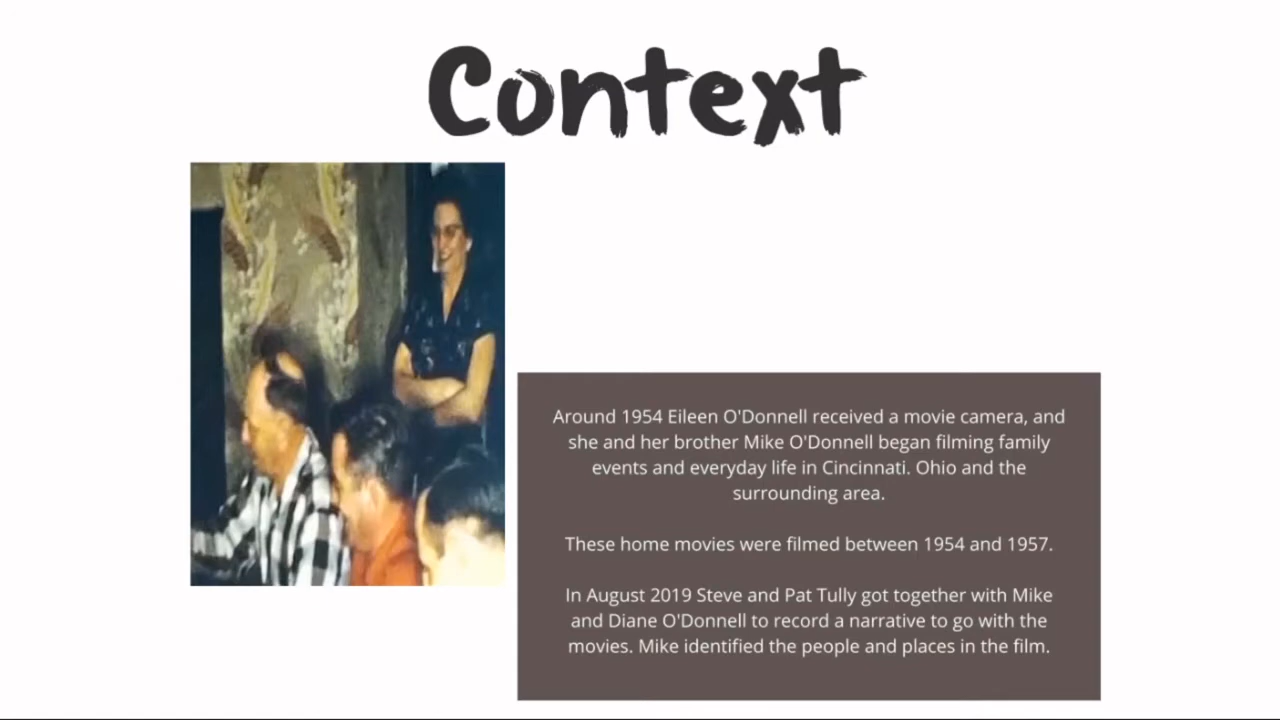 Context
Around 1954 Eileen O'Donnell received a movie camera, and
she and her brother Mike O'Donnell began filming family
events and everyday life in Cincinnati. Ohio and the
surrounding area.
These home movies were filmed between 1954 and 1957.
In August 2019 Steve and Pat Tully got together with Mike
and Diane O'Donnell to record a narrative to go with the
movies. Mike identified the people and places in the film.